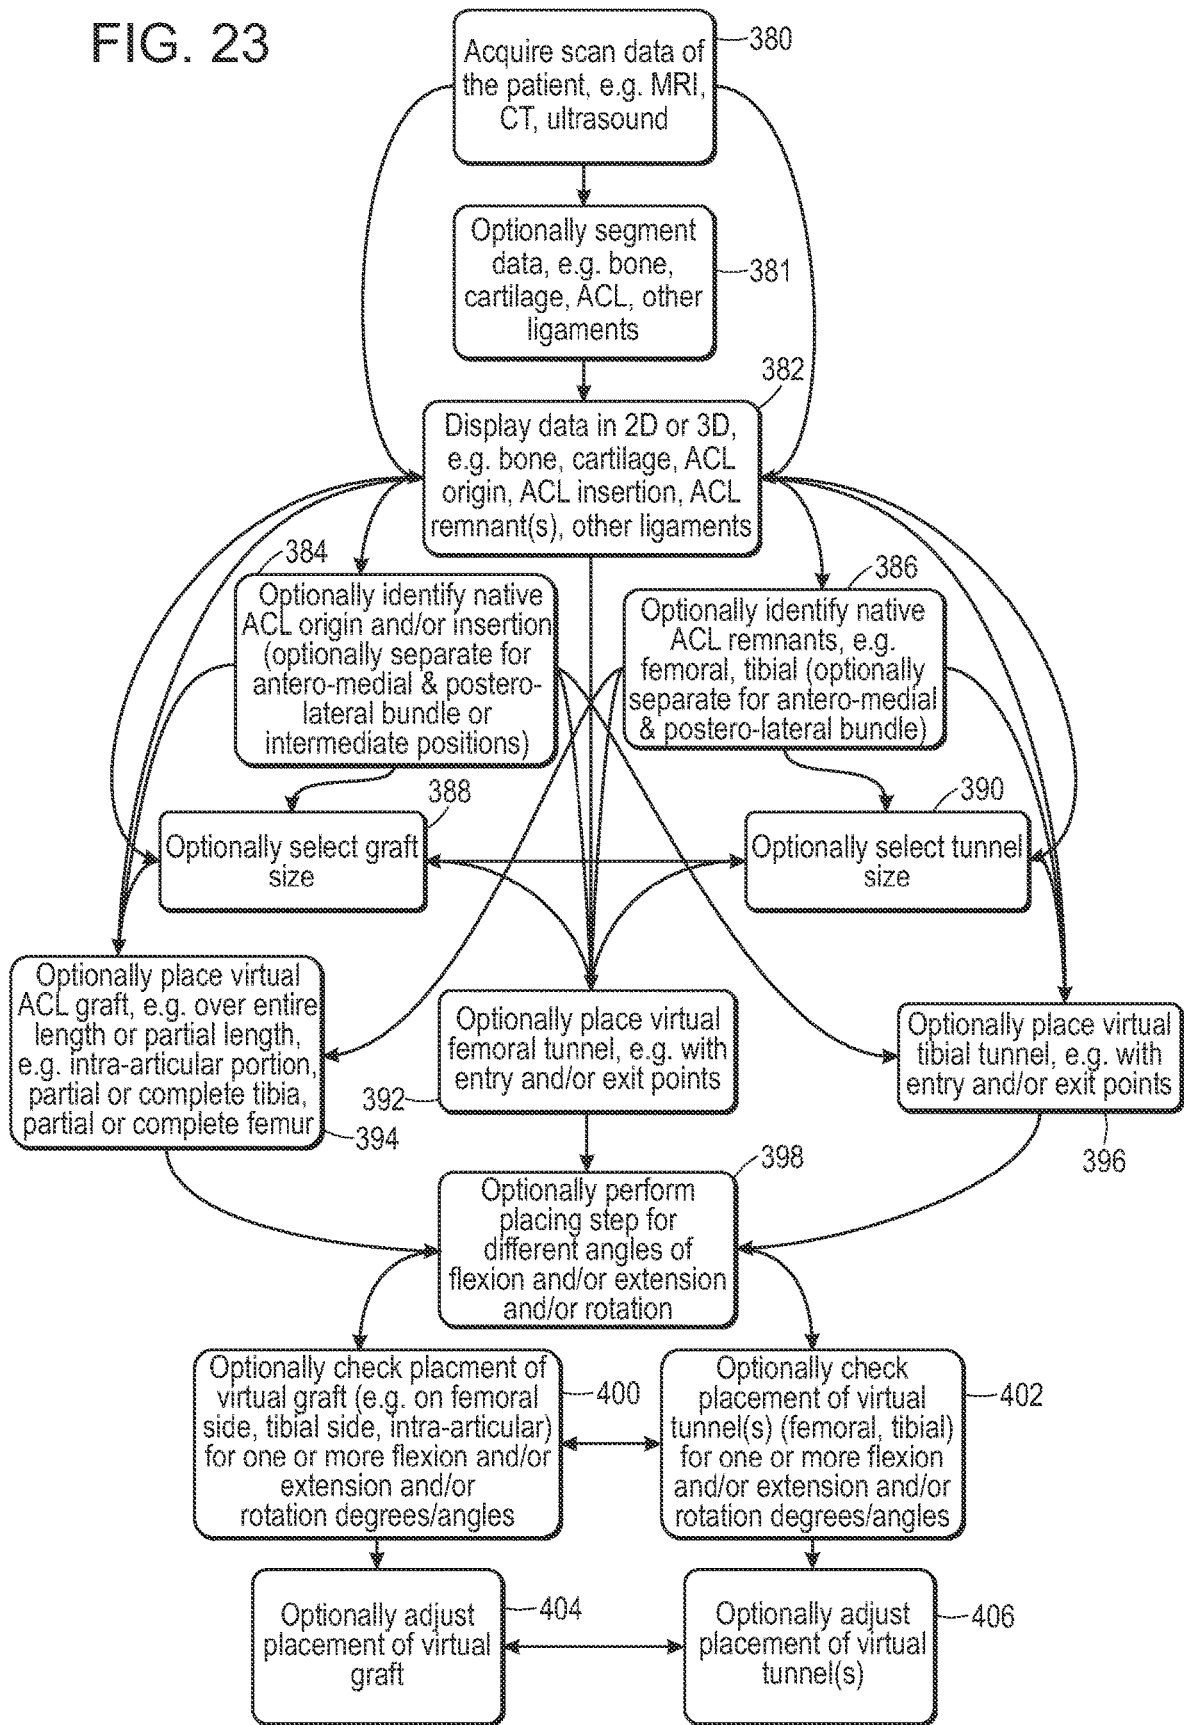 FIG. 23
380
Acquire scan data of
the patient, e.g. MRI,
CT, ultrasound
Optionally segment
data, e.g. bone,
cartilage, ACL, other
ligaments
381
382
Display data in 2D or 3D,
e.g. bone, cartilage, ACL
origin, ACL insertion, ACL
remnant(s), other ligaments
384
Optionally identify native
ACL origin and/or insertion
(optionally separate for
antero-medial & postero-
lateral bundle or
intermediate positions)
386
Optionally identify native
ACL remnants, e.g.
femoral, tibial (optionally
separate for antero-medial
& postero-lateral bundle)
388
Optionally select graft
size
390
Optionally select tunnel
size
Optionally place virtual
ACL graft, e.g. over entire
length or partial length,
e.g. intra-articular portion,
partial or complete tibia,
partial or complete femur
394
Optionally place virtual
femoral tunnel, e.g. with
entry and/or exit points
392
Optionally place virtual
tibial tunnel, e.g. with
entry and/or exit points
396
398
Optionally perform
placing step for
different angles of
flexion and/or extension
and/or rotation
Optionally check placment of
virtual graft (e.g. on femoral
side, tibial side, intra-articular)
for one or more flexion and/or
extension and/or
rotation degrees/angles
400
Optionally check
placement of virtual
tunnel(s) (femoral, tibial)
for one or more flexion
and/or extension and/or
rotation degrees/angles
402
Optionally adjust
placement of virtual
graft
404
Optionally adjust
placement of virtual
tunnel(s)
406